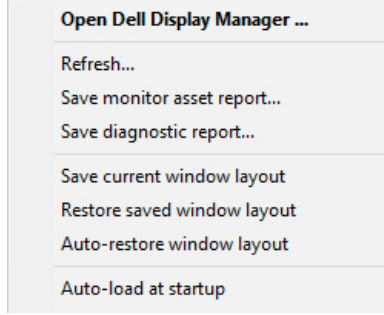 Open Dell Display Manager ...
Refresh...
Save monitor asset report...
Save diagnostic report...
Save current window layout
Restore saved window layout
Auto-restore window layout
Auto-load at startup